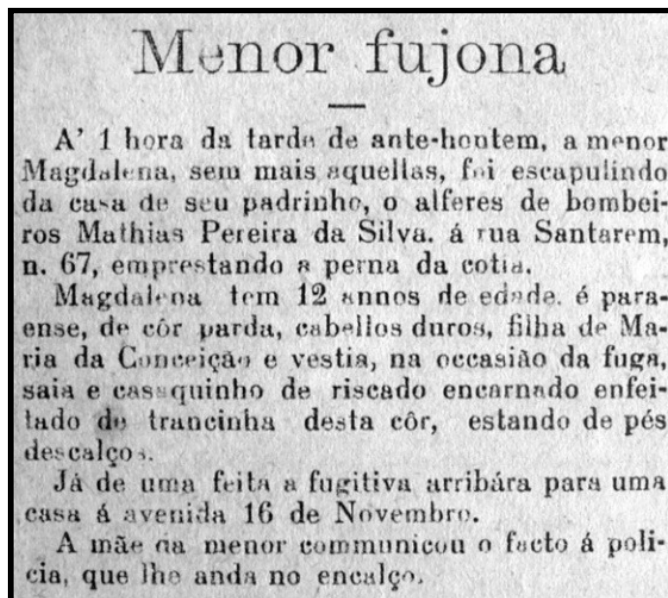 Menor fujona
A' 1 hora da tarde de ante-hontem, a menor
Magdalena, sem mais aquellas, foi escapulindo
da casa de seu padrinho, o alferes de bombei-
ros Mathias Pereira da Silva. á rua Santarem,
n. 67, emprestando a perna da cotia.
Magdalena tem 12 annos de edade. é para-
ense, de côr parda, cabellos duros, filha de Ma-
ria da Conceição e vestia, na occasião da fuga,
saia e casaquinho de riscado encarnado enfei-
tado de trancinha desta côr, estando de pés
descalços.
Já de uma feita a fugitiva arribára para uma
casa á avenida 16 de Novembro.
A mãe da menor communicou o facto á poli-
cia, que lhe anda no encalço.